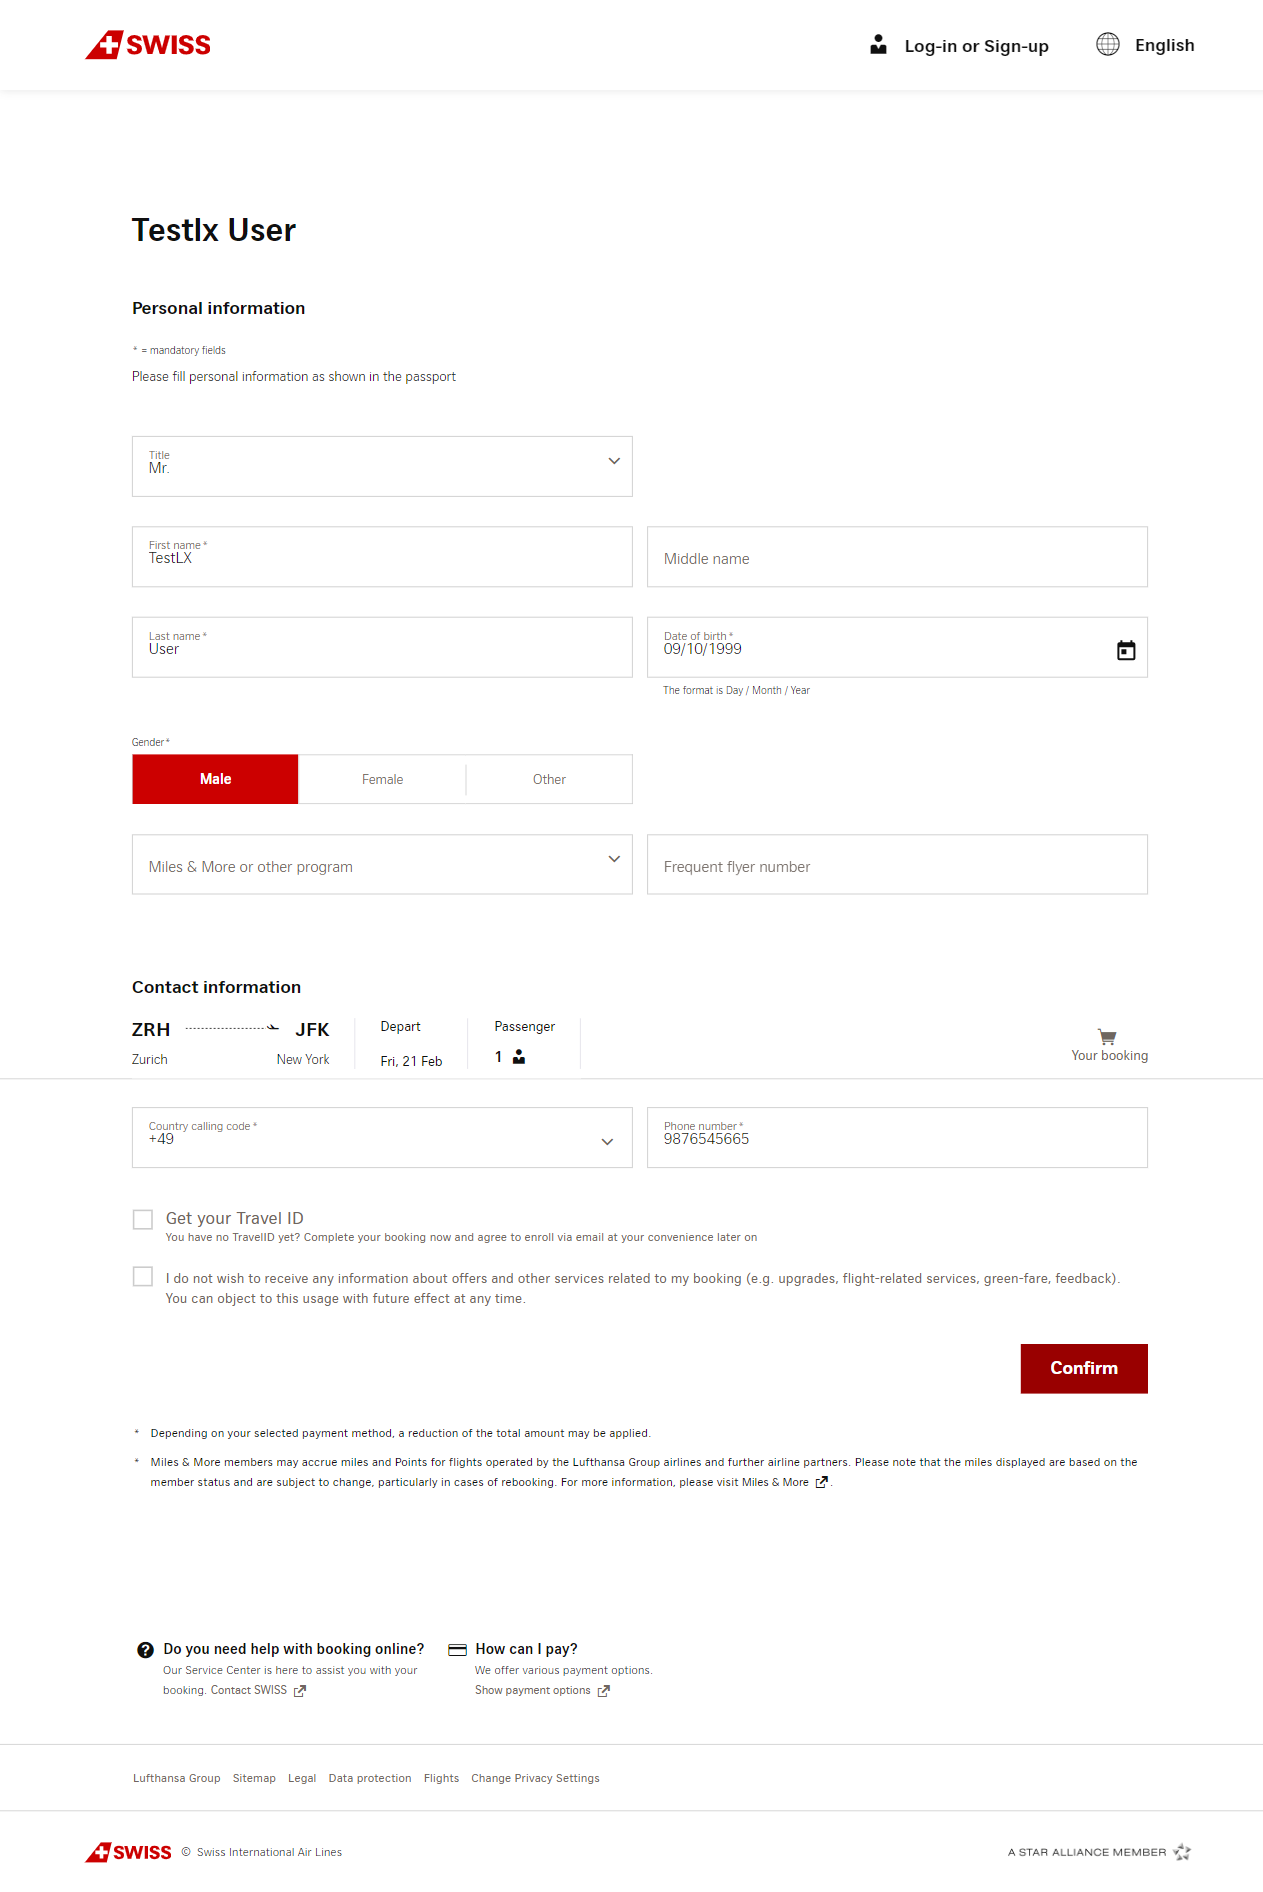 SWISS
Log-in or Sign-up
English
Testlx User
Personal information
* = mandatory fields
Please fill personal information as shown in the passport
Title
Mr.
First name *
TestLX
Middle name
Last name *
User
Date of birth *
09/10/1999
The format is Day / Month / Year
Gender*
Male Female Other
Miles & More or other program
Frequent flyer number
Contact information
ZRH JFK
Zurich New York
Depart
Fri, 21 Feb
Passenger
1
Your booking
Country calling code *
+49
Phone number *
9876545665
Get your Travel ID
You have no TravelID yet? Complete your booking now and agree to enroll via email at your convenience later on
I do not wish to receive any information about offers and other services related to my booking (e.g. upgrades, flight-related services, green-fare, feedback).
You can object to this usage with future effect at any time.
Confirm
* Depending on your selected payment method, a reduction of the total amount may be applied.
* Miles & More members may accrue miles and Points for flights operated by the Lufthansa Group airlines and further airline partners. Please note that the miles displayed are based on the
member status and are subject to change, particularly in cases of rebooking. For more information, please visit Miles & More .
Do you need help with booking online?
Our Service Center is here to assist you with your
booking. Contact SWISS
How can I pay?
We offer various payment options.
Show payment options
Lufthansa Group Sitemap Legal Data protection Flights Change Privacy Settings
SWISS © Swiss International Air Lines
A STAR ALLIANCE MEMBER